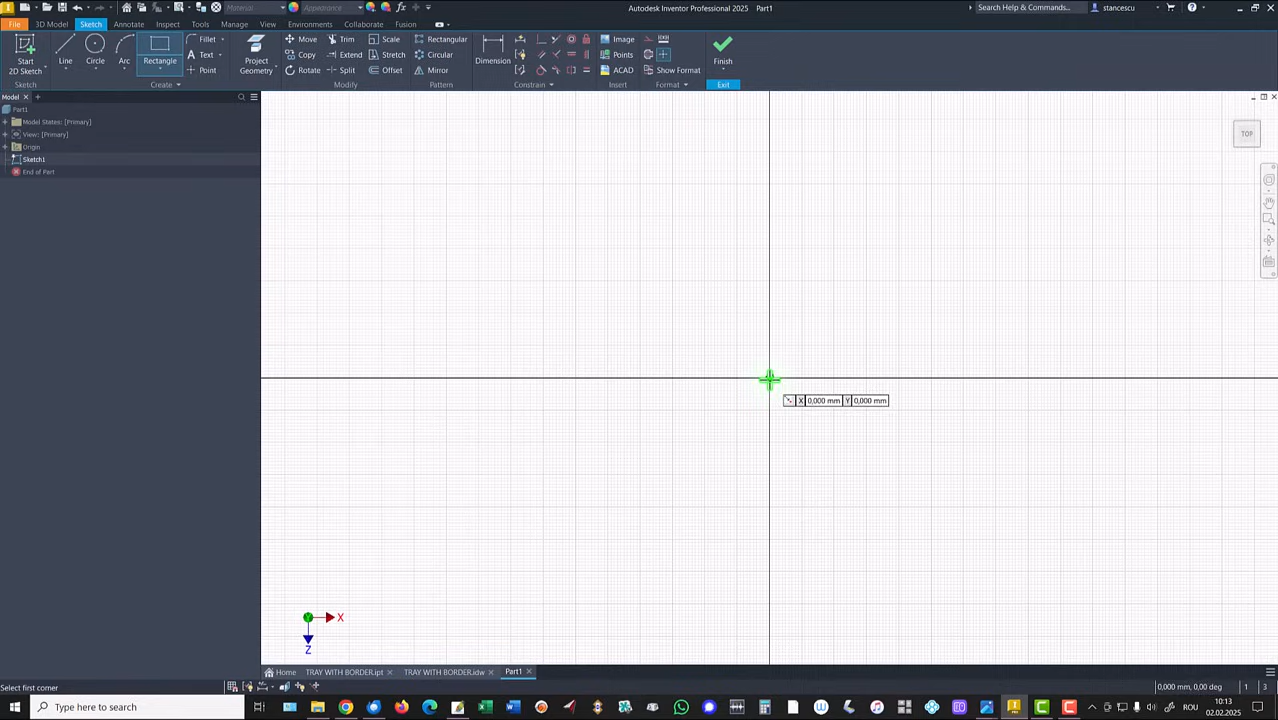 Material
Appearance
Autodesk Inventor Professional 2025 Part1
Search Help & Commands...
stancescu
File
3D Model
Sketch
Annotate
Inspect
Tools
Manage
View
Environments
Collaborate
Fusion
Start
2D Sketch
Line
Circle
Arc
Rectangle
Fillet
Text
Point
Project
Geometry
Move
Copy
Rotate
Trim
Extend
Split
Scale
Stretch
Offset
Rectangular
Circular
Mirror
Dimension
Image
Points
ACAD
Show Format
Finish
Sketch
Create
Modify
Pattern
Constrain
Insert
Format
Exit
Model
Part1
Model States: [Primary]
View: [Primary]
Origin
Sketch1
End of Part
TOP
X 0,000 mm Y 0,000 mm
X
Z
Home
TRAY WITH BORDER.ipt
TRAY WITH BORDER.idw
Part1
Select first corner
0,000 mm, 0,00 deg
1
3
Type here to search
ROU
10:13
02.02.2025